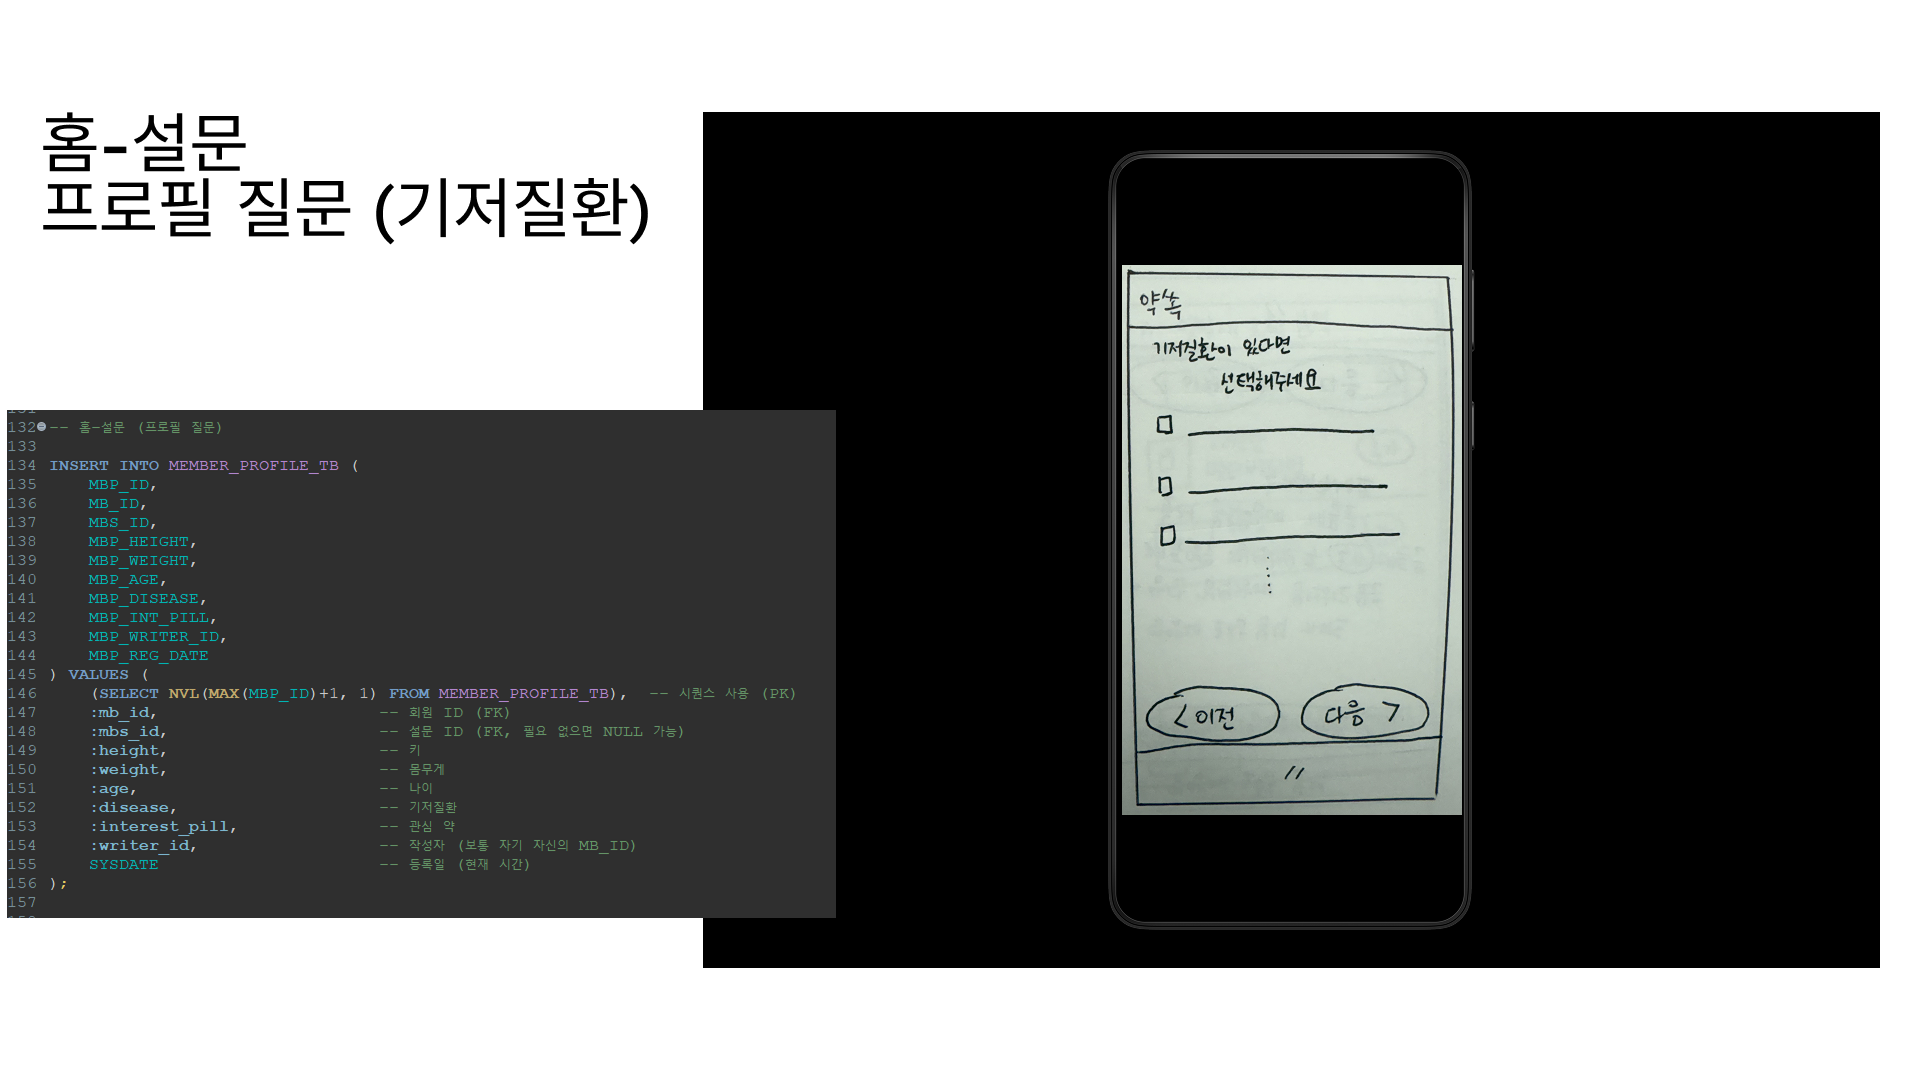 홈-설문
프로필 질문 (기저질환)
132 -- 홈-설문 (프로필 질문)
133
134 INSERT INTO MEMBER_PROFILE_TB (
135 MBP_ID,
136 MB_ID,
137 MBS_ID,
138 MBP_HEIGHT,
139 MBP_WEIGHT,
140 MBP_AGE,
141 MBP_DISEASE,
142 MBP_INT_PILL,
143 MBP_WRITER_ID,
144 MBP_REG_DATE
145 ) VALUES (
146 (SELECT NVL(MAX(MBP_ID)+1, 1) FROM MEMBER_PROFILE_TB), -- 시퀀스 사용 (PK)
147 :mb_id, -- 회원 ID (FK)
148 :mbs_id, -- 설문 ID (FK, 필요 없으면 NULL 가능)
149 :height, -- 키
150 :weight, -- 몸무게
151 :age, -- 나이
152 :disease, -- 기저질환
153 :interest_pill, -- 관심 약
154 :writer_id, -- 작성자 (보통 자기 자신의 MB_ID)
155 SYSDATE -- 등록일 (현재 시간)
156 );
157
약쏙
기저질환이 있다면
선택해주세요
< 이전
다음 >